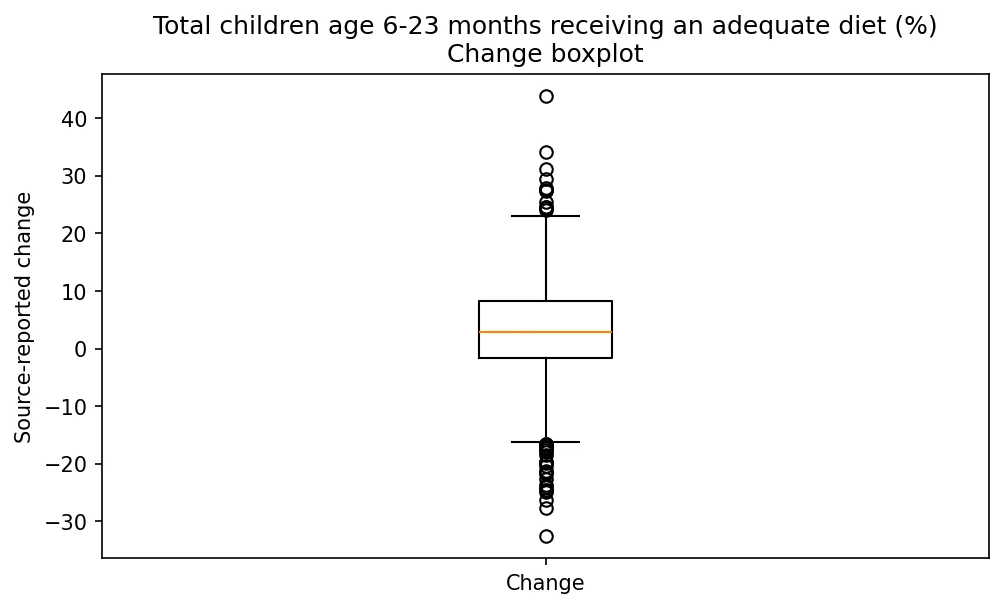 Total children age 6-23 months receiving an adequate diet (%)
Change boxplot
Source-reported change
40
30
20
10
0
−10
−20
−30
Change